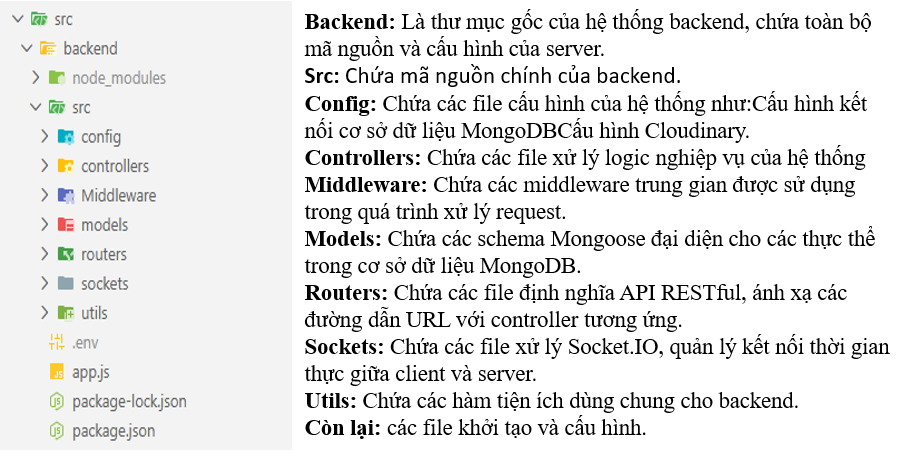 src
backend
node_modules
src
config
controllers
Middleware
models
routers
sockets
utils
.env
app.js
package-lock.json
package.json
Backend: Là thư mục gốc của hệ thống backend, chứa toàn bộ
mã nguồn và cấu hình của server.
Src: Chứa mã nguồn chính của backend.
Config: Chứa các file cấu hình của hệ thống như:Cấu hình kết
nối cơ sở dữ liệu MongoDBCấu hình Cloudinary.
Controllers: Chứa các file xử lý logic nghiệp vụ của hệ thống
Middleware: Chứa các middleware trung gian được sử dụng
trong quá trình xử lý request.
Models: Chứa các schema Mongoose đại diện cho các thực thể
trong cơ sở dữ liệu MongoDB.
Routers: Chứa các file định nghĩa API RESTful, ánh xạ các
đường dẫn URL với controller tương ứng.
Sockets: Chứa các file xử lý Socket.IO, quản lý kết nối thời gian
thực giữa client và server.
Utils: Chứa các hàm tiện ích dùng chung cho backend.
Còn lại: các file khởi tạo và cấu hình.